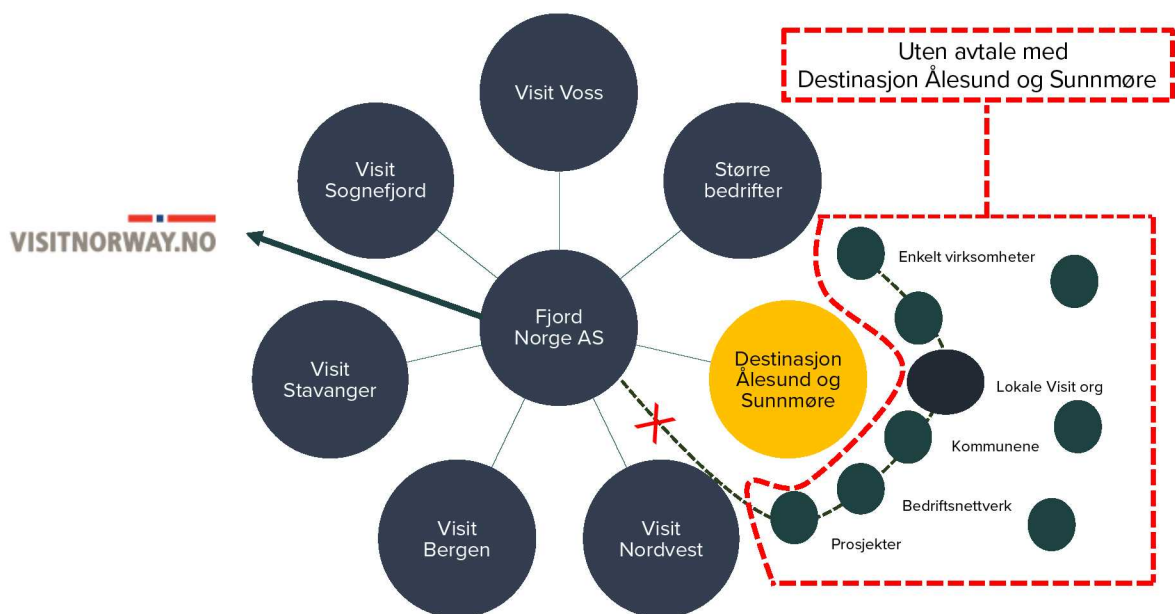 Uten avtale med
Destinasjon Ålesund og Sunnmøre
Visit Voss
Visit
Sognefjord
Større
bedrifter
VISITNORWAY.NO
Fjord
Norge AS
Visit
Stavanger
Destinasjon
Ålesund og
Sunnmøre
Visit
Bergen
Visit
Nordvest
Enkelt virksomheter
Lokale Visit org
Kommunene
Bedriftsnettverk
Prosjekter